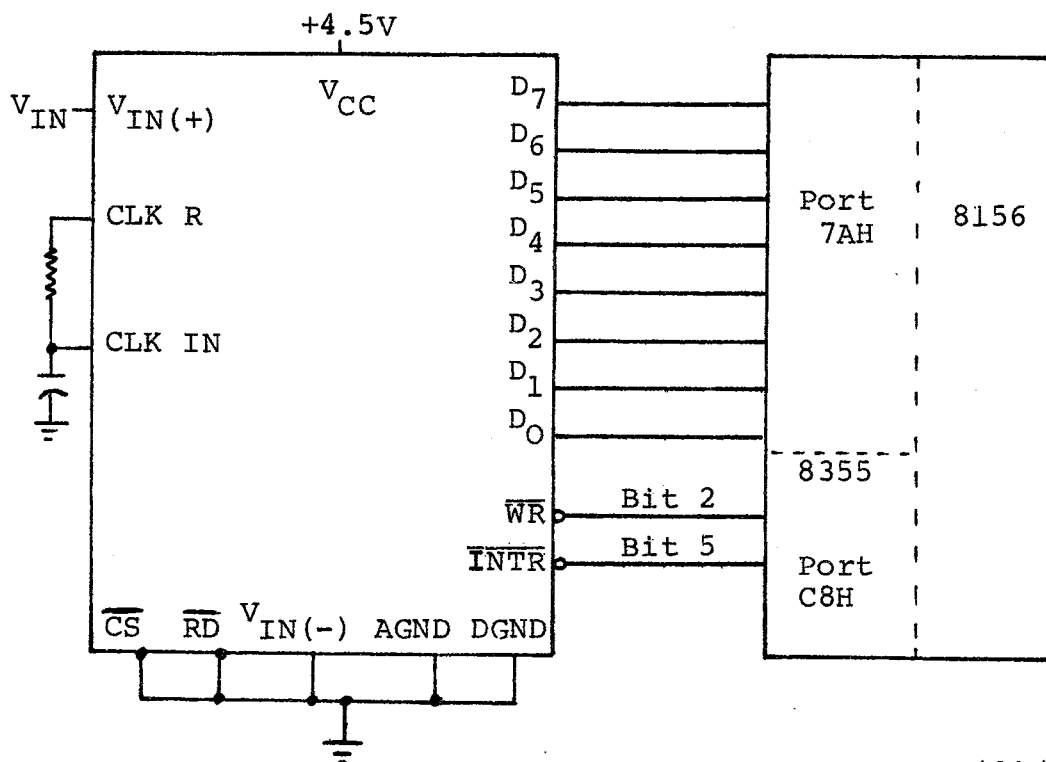 +4.5V
VIN
VIN(+)
VCC
CLK R
CLK IN
D7
D6
D5
D4
D3
D2
D1
D0
WR
INTR
CS
RD
VIN(-)
AGND
DGND
Bit 2
Bit 5
Port
7AH
8156
8355
Port
C8H